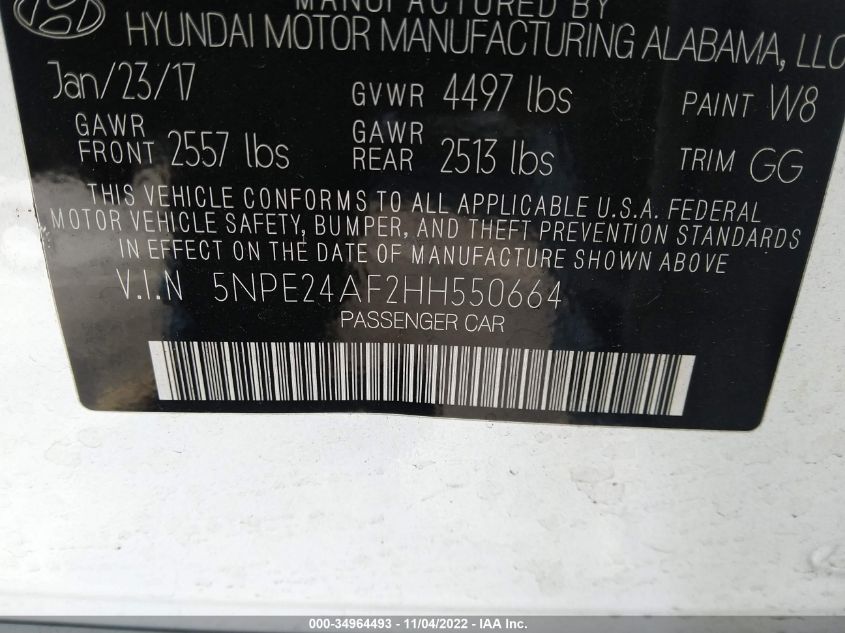 MANUFACTURED BY
HYUNDAI MOTOR MANUFACTURING ALABAMA, LLC
Jan/23/17 GVWR 4497 lbs PAINT W8
GAWR FRONT 2557 lbs GAWR REAR 2513 lbs TRIM GG
THIS VEHICLE CONFORMS TO ALL APPLICABLE U.S.A. FEDERAL
MOTOR VEHICLE SAFETY, BUMPER, AND THEFT PREVENTION STANDARDS
IN EFFECT ON THE DATE OF MANUFACTURE SHOWN ABOVE
V.I.N 5NPE24AF2HH550664
PASSENGER CAR
000-34964493 - 11/04/2022 - IAA Inc.